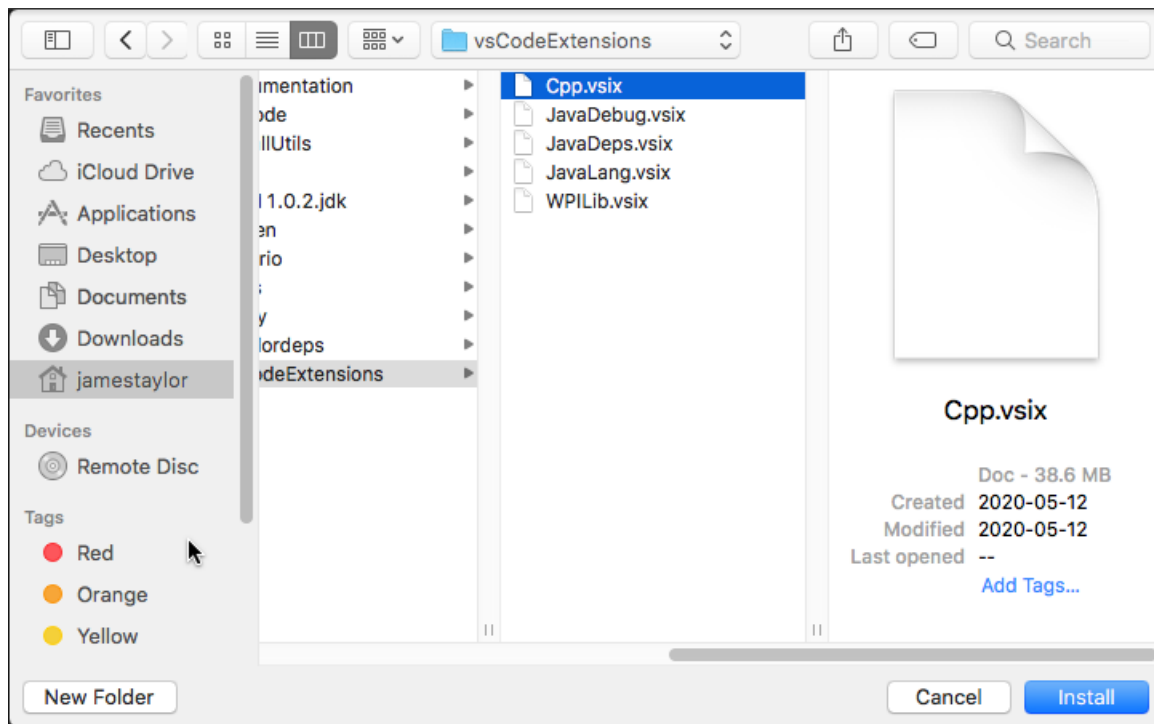 vsCodeExtensions
Search
Favorites
Recents
iCloud Drive
Applications
Desktop
Documents
Downloads
jamestaylor
Devices
Remote Disc
Tags
Red
Orange
Yellow
umentation
ode
llUtils
11.0.2.jdk
en
rio
s
y
lordeps
odeExtensions
Cpp.vsix
JavaDebug.vsix
JavaDeps.vsix
JavaLang.vsix
WPILib.vsix
Cpp.vsix
Doc - 38.6 MB
Created 2020-05-12
Modified 2020-05-12
Last opened --
Add Tags...
New Folder
Cancel
Install